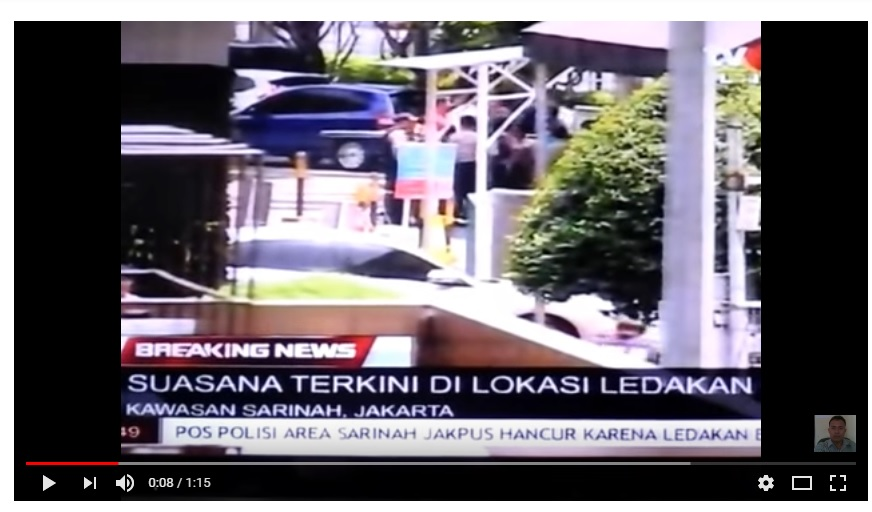 BREAKING NEWS
SUASANA TERKINI DI LOKASI LEDAKAN
KAWASAN SARINAH, JAKARTA
49 POS POLISI AREA SARINAH JAKPUS HANCUR KARENA LEDAKAN
0:08 / 1:15